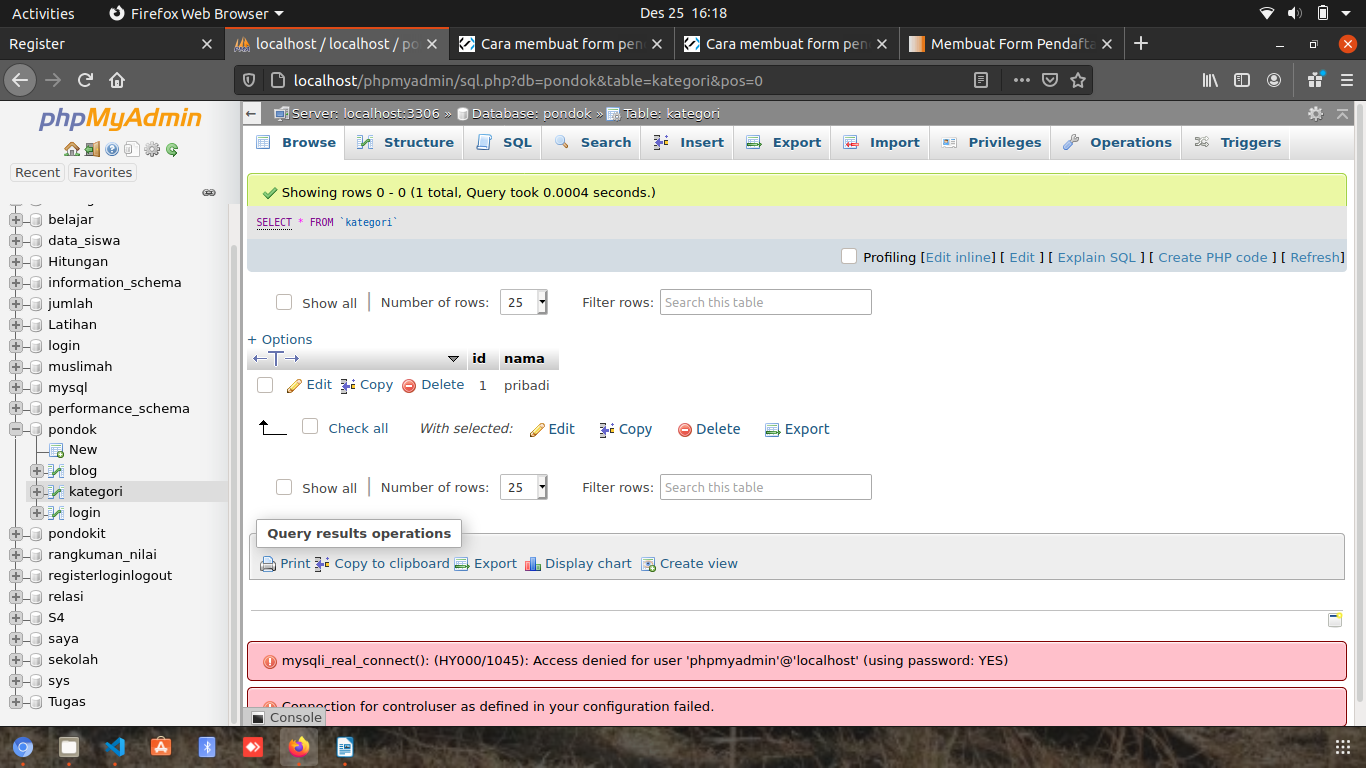 Activities
Firefox Web Browser
Des 25 16:18
Register
localhost / localhost / po
Cara membuat form pen
Cara membuat form pen
Membuat Form Pendafta
localhost/phpmyadmin/sql.php?db=pondok&table=kategori&pos=0
phpMyAdmin
Recent
Favorites
belajar
data_siswa
Hitungan
information_schema
jumlah
Latihan
login
muslimah
mysql
performance_schema
pondok
New
blog
kategori
login
pondokit
rangkuman_nilai
registerloginlogout
relasi
S4
saya
sekolah
sys
Tugas
Server: localhost:3306 » Database: pondok » Table: kategori
Browse
Structure
SQL
Search
Insert
Export
Import
Privileges
Operations
Triggers
Showing rows 0 - 0 (1 total, Query took 0.0004 seconds.)
SELECT * FROM `kategori`
Profiling [Edit inline] [ Edit ] [ Explain SQL ] [ Create PHP code ] [ Refresh]
Show all | Number of rows: 25 Filter rows: Search this table
+ Options
←T→ id nama
Edit Copy Delete 1 pribadi
Check all With selected: Edit Copy Delete Export
Show all | Number of rows: 25 Filter rows: Search this table
Query results operations
Print Copy to clipboard Export Display chart Create view
mysqli_real_connect(): (HY000/1045): Access denied for user 'phpmyadmin'@'localhost' (using password: YES)
Connection for controluser as defined in your configuration failed.
Console